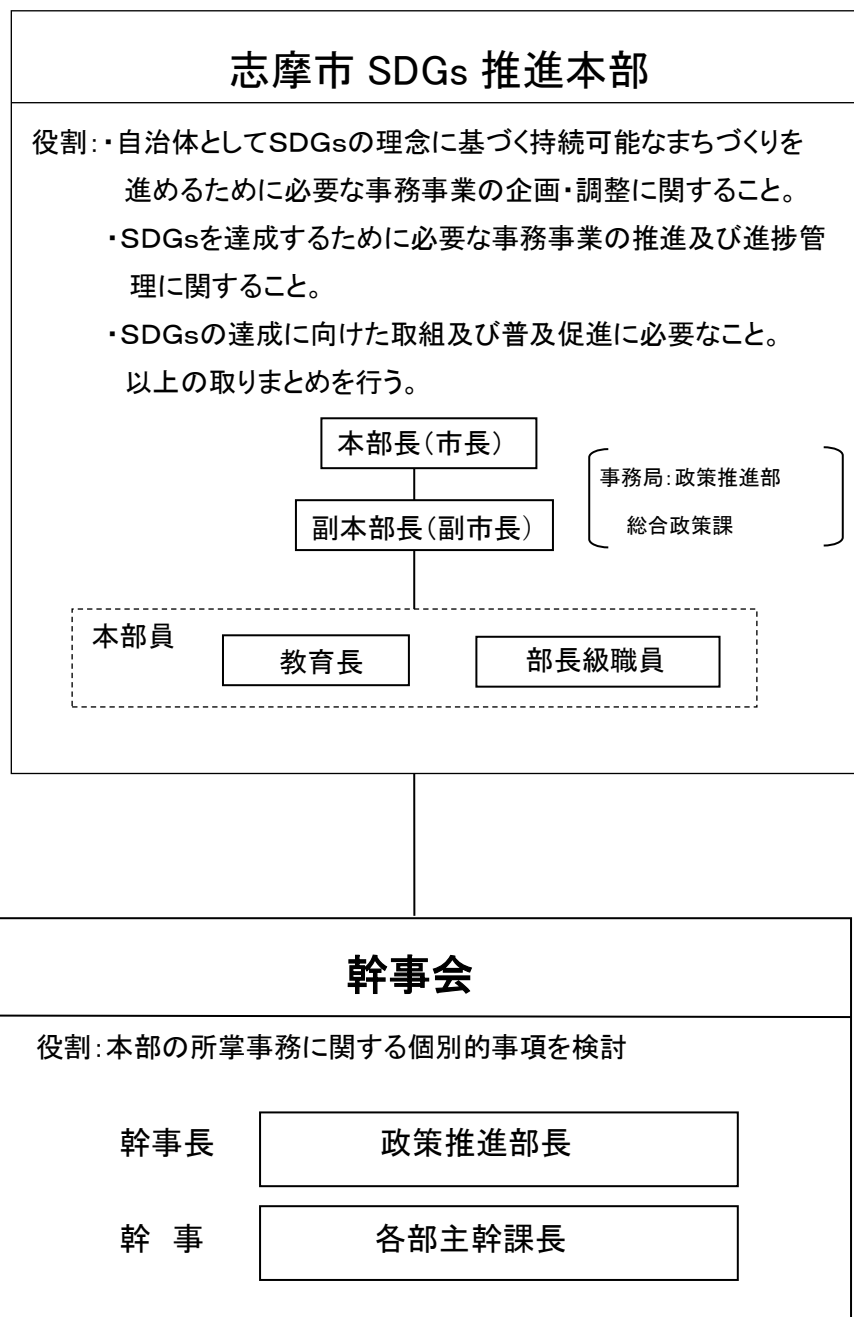 志摩市 SDGs 推進本部
役割:・自治体としてSDGsの理念に基づく持続可能なまちづくりを
進めるために必要な事務事業の企画・調整に関すること。
・SDGsを達成するために必要な事務事業の推進及び進捗管
理に関すること。
・SDGsの達成に向けた取組及び普及促進に必要なこと。
以上の取りまとめを行う。
本部長(市長)
事務局:政策推進部
総合政策課
副本部長(副市長)
本部員
教育長
部長級職員
幹事会
役割:本部の所掌事務に関する個別的事項を検討
幹事長
政策推進部長
幹 事
各部主幹課長